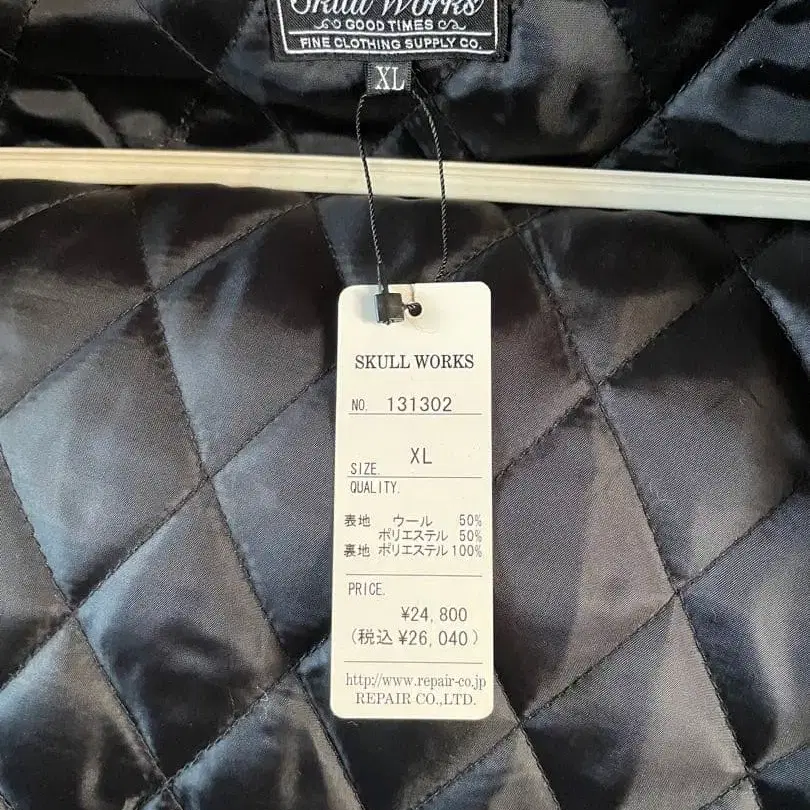 Skull Works
GOOD TIMES
FINE CLOTHING SUPPLY CO.
XL
SKULL WORKS
NO. 131302
SIZE. XL
QUALITY.
表地 ウール 50%
ポリエステル 50%
裏地 ポリエステル 100%
PRICE.
¥24,800
(税込 ¥26,040)
http://www.repair-co.jp
REPAIR CO.,LTD.